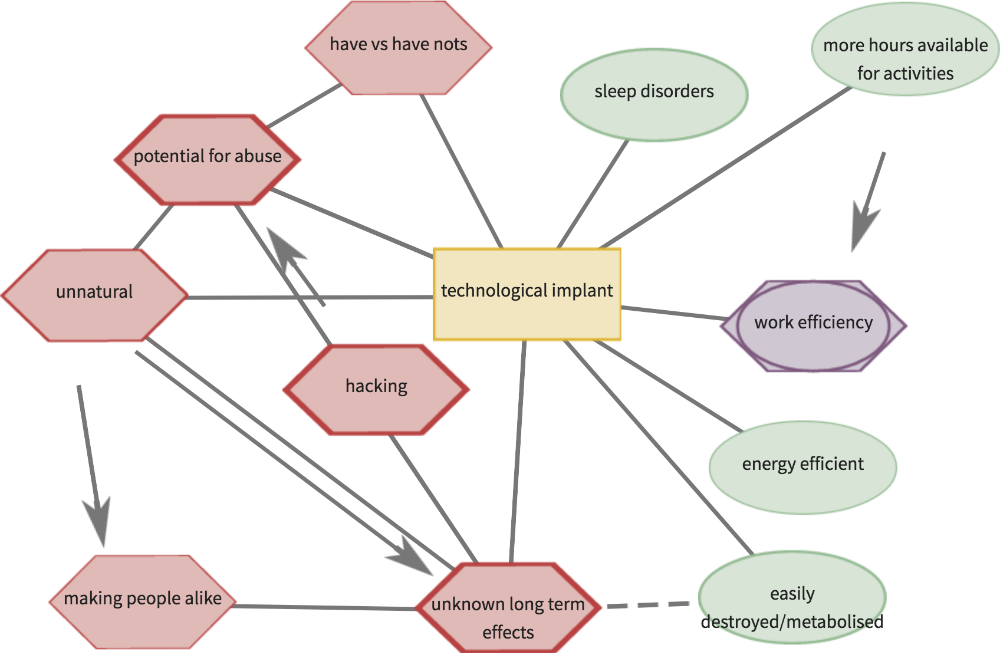 have vs have nots
more hours available
for activities
sleep disorders
potential for abuse
unnatural
technological implant
work efficiency
hacking
energy efficient
making people alike
unknown long term
effects
easily
destroyed/metabolised